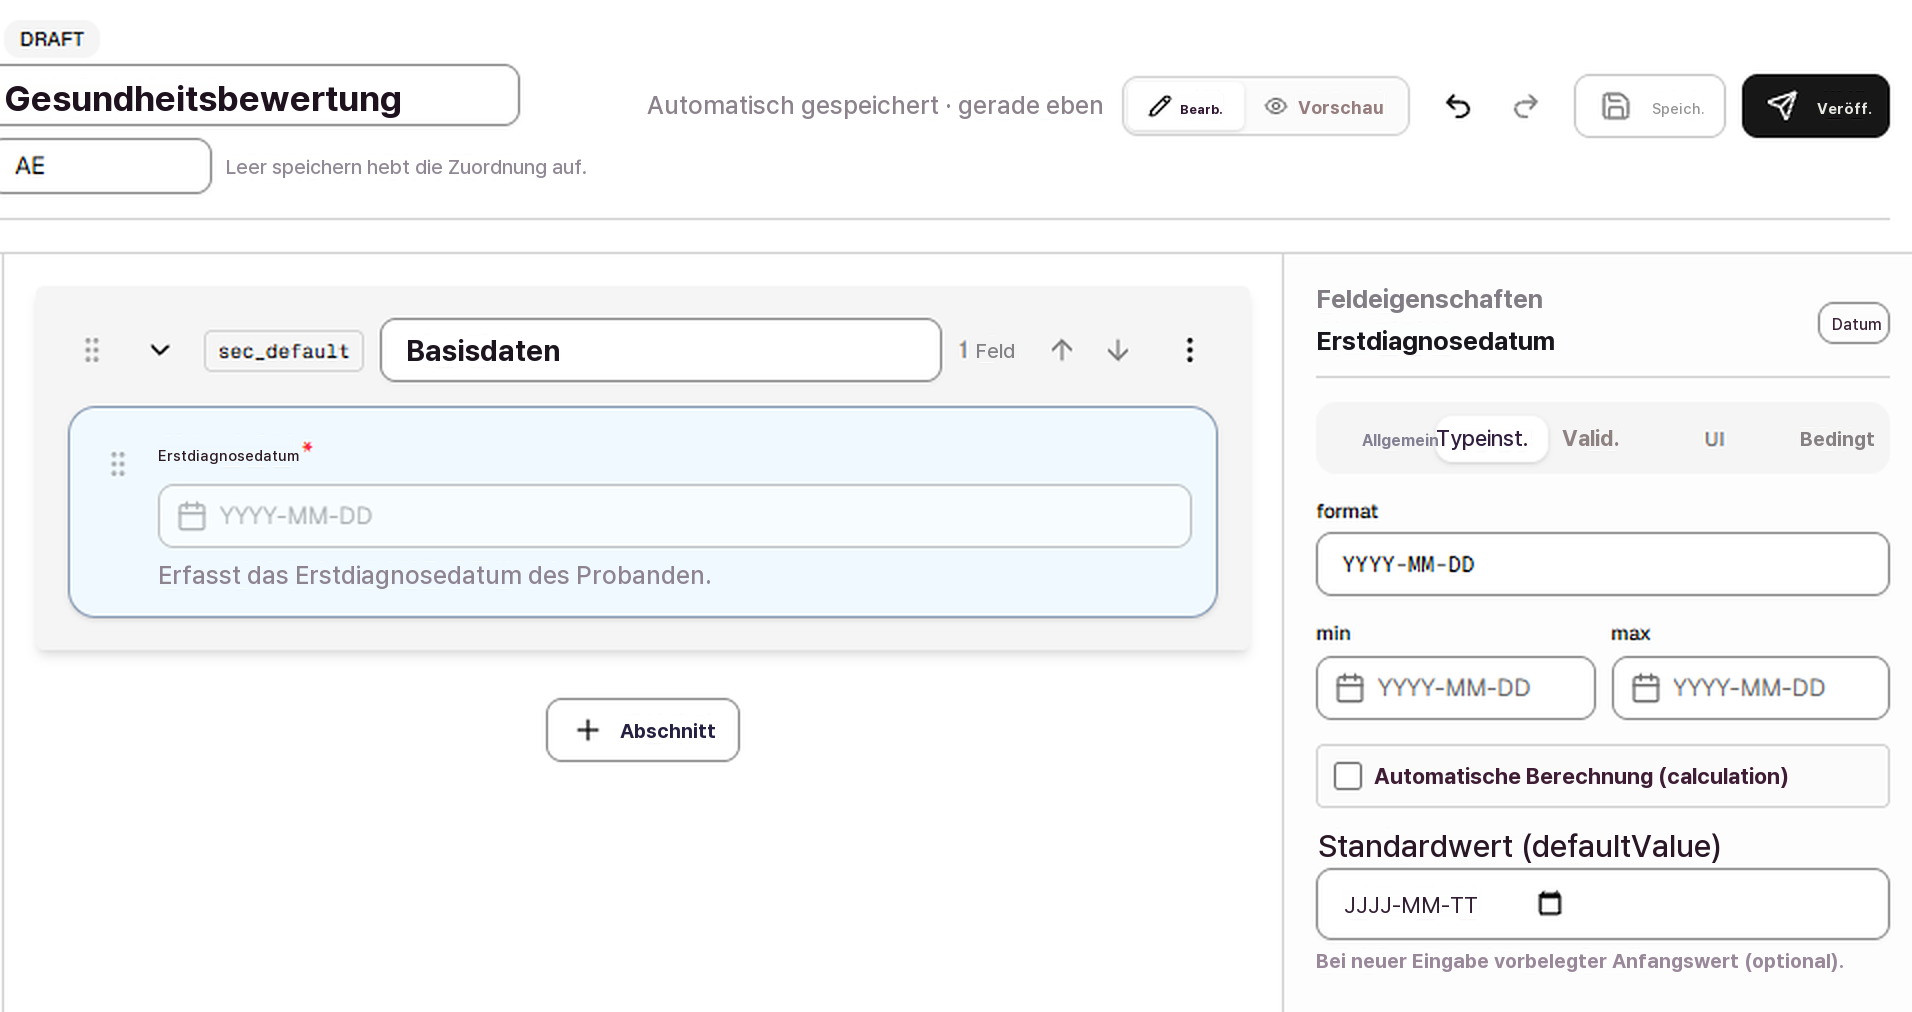 DRAFT
Gesundheitsbewertung
Automatisch gespeichert · gerade eben
Bearb.
Vorschau
Speich.
Veröff.
AE
Leer speichern hebt die Zuordnung auf.
sec_default
Basisdaten
1 Feld
Erstdiagnosedatum*
YYYY-MM-DD
Erfasst das Erstdiagnosedatum des Probanden.
Abschnitt
Feldeigenschaften
Erstdiagnosedatum
Datum
Allgemein
Typeinst.
Valid.
UI
Bedingt
format
YYYY-MM-DD
min
max
YYYY-MM-DD
YYYY-MM-DD
Automatische Berechnung (calculation)
Standardwert (defaultValue)
JJJJ-MM-TT
Bei neuer Eingabe vorbelegter Anfangswert (optional).